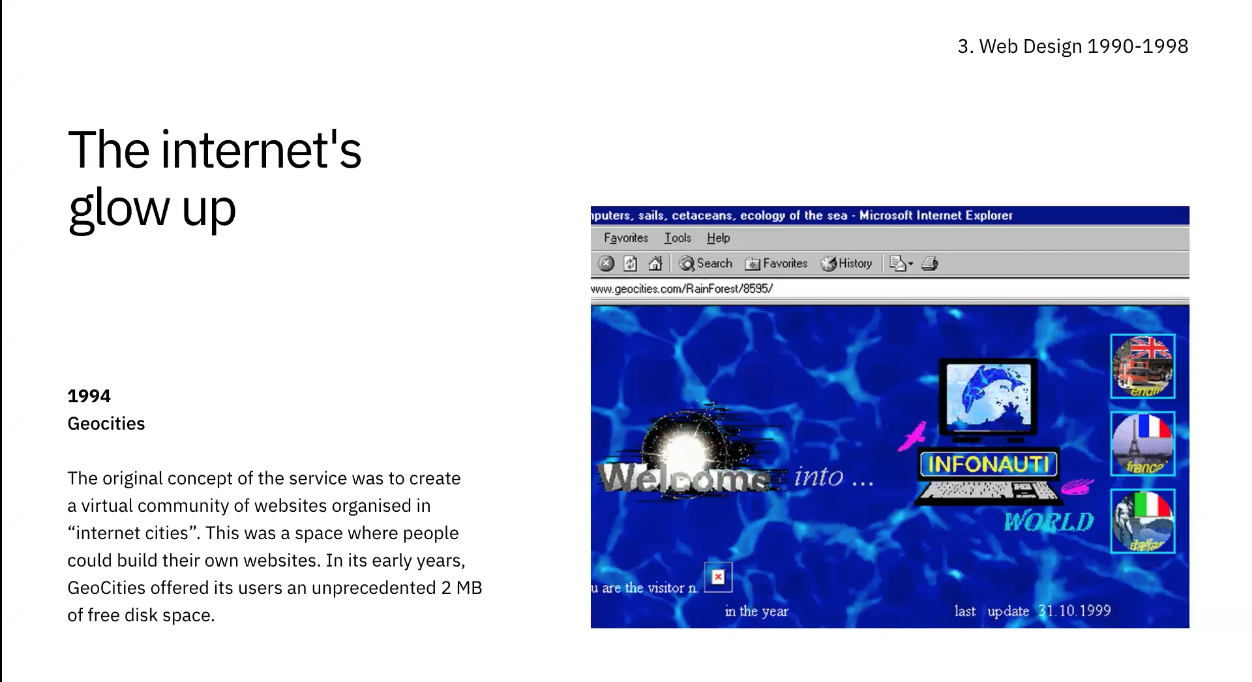 3. Web Design 1990-1998
The internet's
glow up
1994
Geocities
The original concept of the service was to create
a virtual community of websites organised in
“internet cities”. This was a space where people
could build their own websites. In its early years,
GeoCities offered its users an unprecedented 2 MB
of free disk space.
mputers, sails, cetaceans, ecology of the sea - Microsoft Internet Explorer
Favorites Tools Help
Search Favorites History
www.geocities.com/RainForest/8595/
Welcome into ...
INFONAUTI
WORLD
france
u are the visitor n.
in the year
last update 31.10.1999